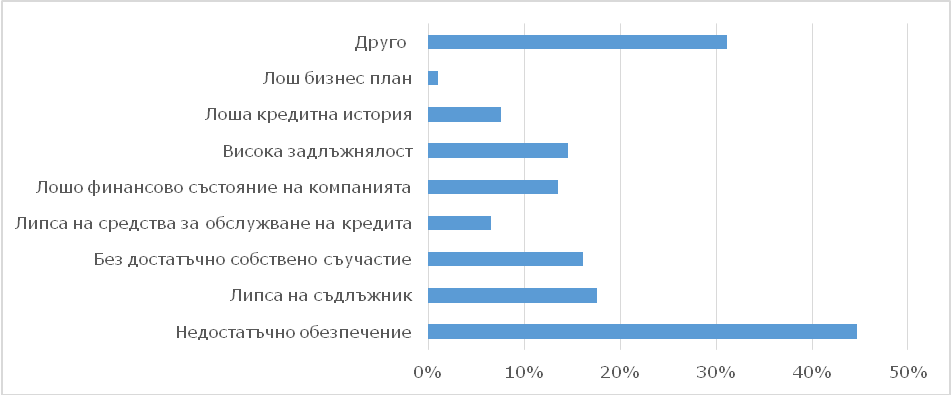 Друго
Лош бизнес план
Лоша кредитна история
Висока задлъжнялост
Лошо финансово състояние на компанията
Липса на средства за обслужване на кредита
Без достатъчно собствено съучастие
Липса на съдлъжник
Недостатъчно обезпечение
0% 10% 20% 30% 40% 50%